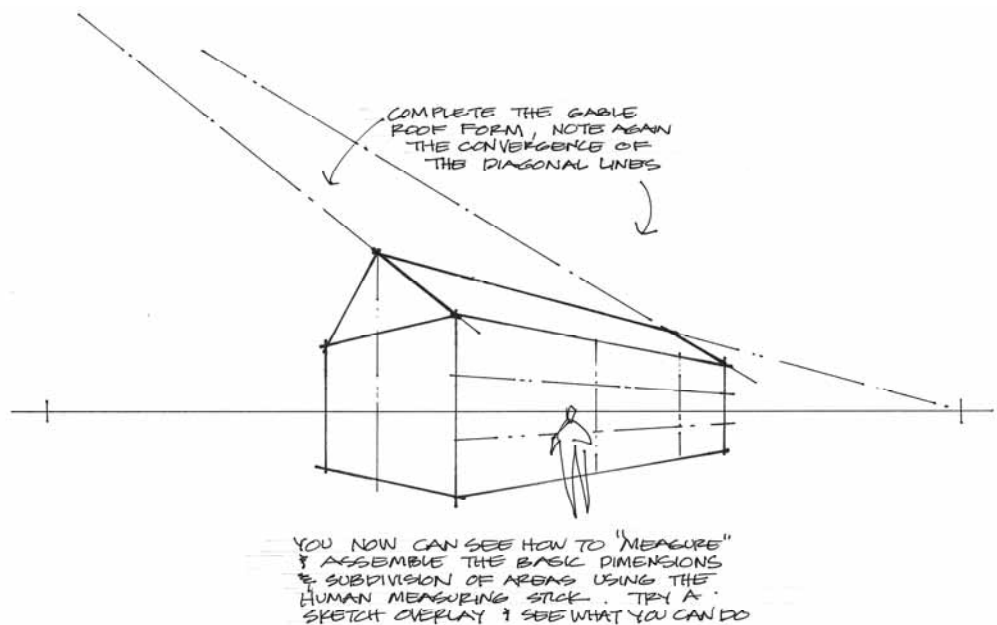 COMPLETE THE GABLE
ROOF FORM, NOTE AGAIN
THE CONVERGENCE OF
THE DIAGONAL LINES
YOU NOW CAN SEE HOW TO "MEASURE"
& ASSEMBLE THE BASIC DIMENSIONS
& SUBDIVISION OF AREAS USING THE
HUMAN MEASURING STICK. TRY A
SKETCH OVERLAY & SEE WHAT YOU CAN DO